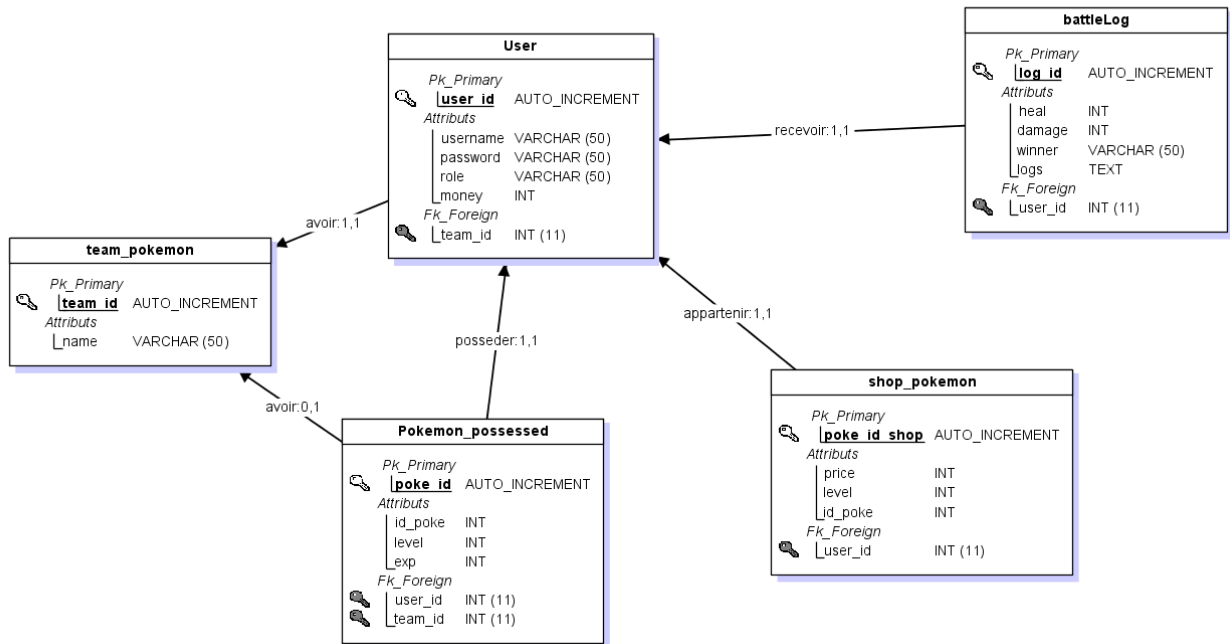 User
Pk_Primary
user_id AUTO_INCREMENT
Attributs
username VARCHAR (50)
password VARCHAR (50)
role VARCHAR (50)
money INT
Fk_Foreign
team_id INT (11)
battleLog
Pk_Primary
log_id AUTO_INCREMENT
Attributs
heal INT
damage INT
winner VARCHAR (50)
logs TEXT
Fk_Foreign
user_id INT (11)
recevoir:1,1
avoir:1,1
team_pokemon
Pk_Primary
team_id AUTO_INCREMENT
Attributs
name VARCHAR (50)
posseder:1,1
appartenir:1,1
avoir:0,1
Pokemon_possessed
Pk_Primary
poke_id AUTO_INCREMENT
Attributs
id_poke INT
level INT
exp INT
Fk_Foreign
user_id INT (11)
team_id INT (11)
shop_pokemon
Pk_Primary
poke_id_shop AUTO_INCREMENT
Attributs
price INT
level INT
id_poke INT
Fk_Foreign
user_id INT (11)